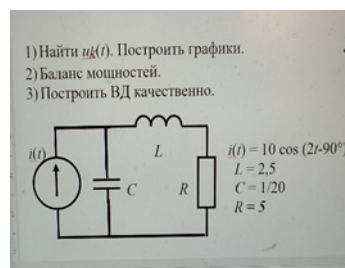 1) Найти uk(t). Построить графики.
2) Баланс мощностей.
3) Построить ВД качественно.
i(t)
L
C
R
i(t) = 10 cos (2t-90°)
L = 2,5
C = 1/20
R = 5